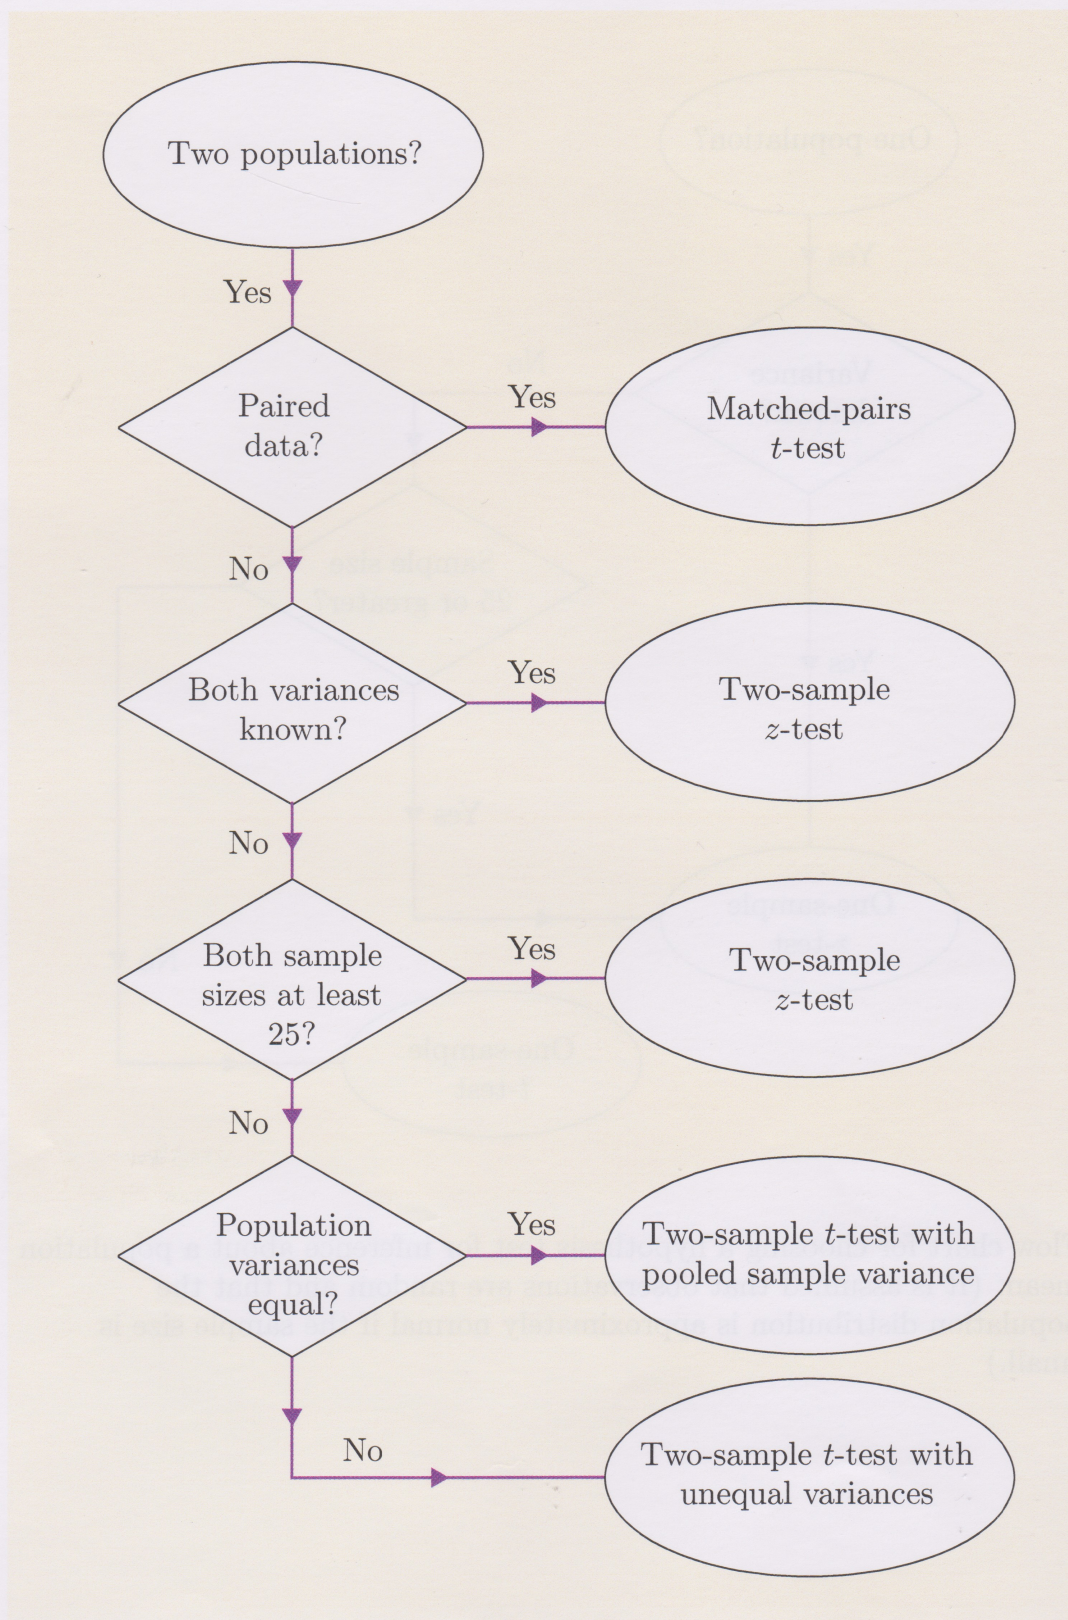 Two populations?
Yes
Paired
data?
Yes
Matched-pairs
t-test
No
Both variances
known?
Yes
Two-sample
z-test
No
Both sample
sizes at least
25?
Yes
Two-sample
z-test
No
Population
variances
equal?
Yes
Two-sample t-test with
pooled sample variance
No
Two-sample t-test with
unequal variances